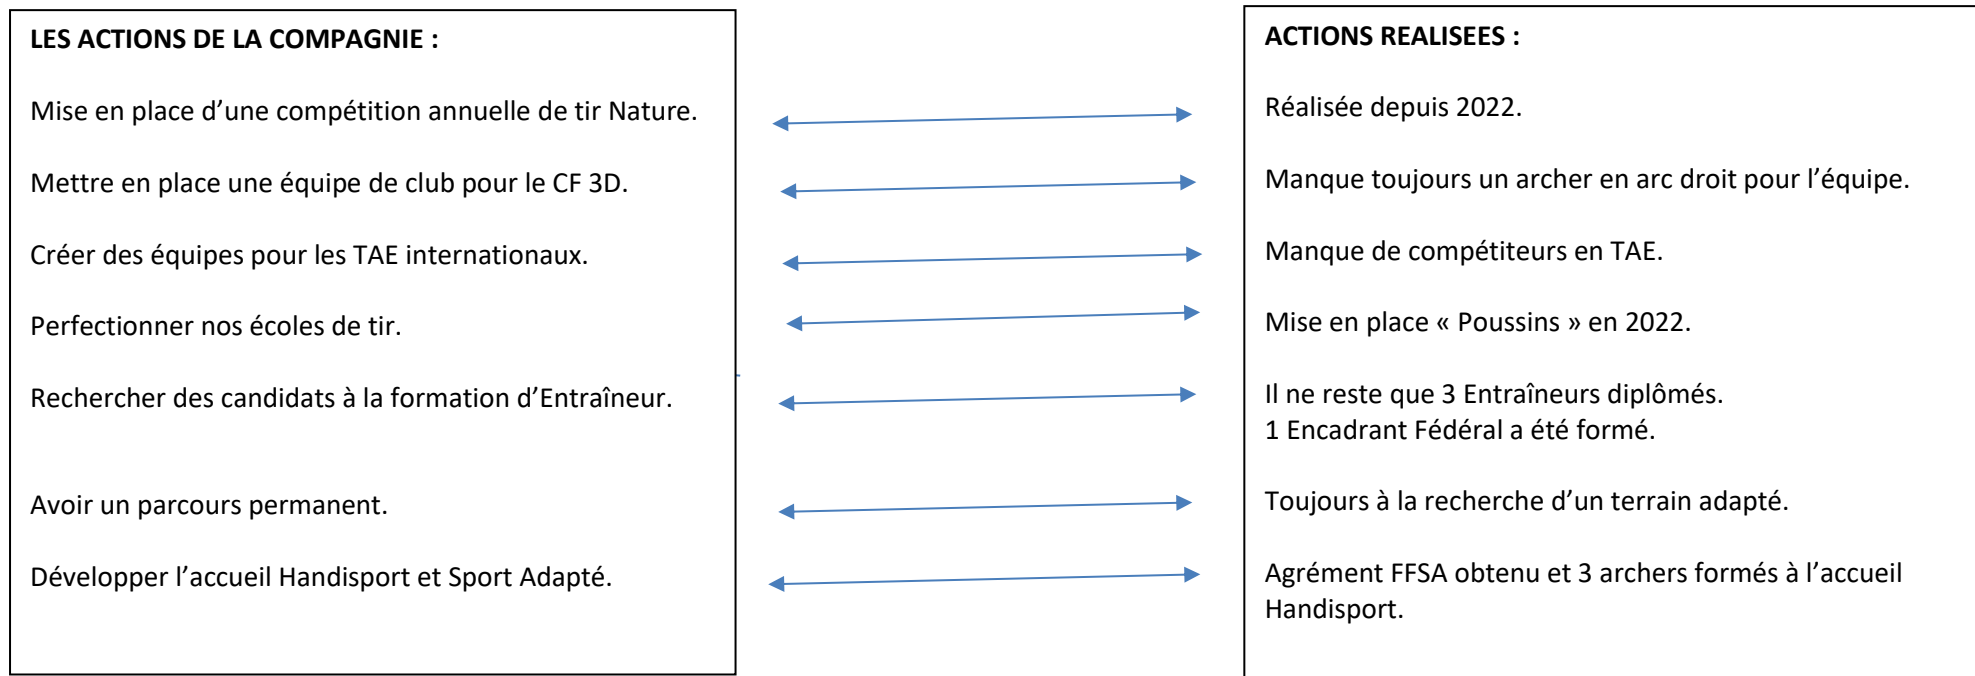 LES ACTIONS DE LA COMPAGNIE :
Mise en place d’une compétition annuelle de tir Nature.
Mettre en place une équipe de club pour le CF 3D.
Créer des équipes pour les TAE internationaux.
Perfectionner nos écoles de tir.
Rechercher des candidats à la formation d’Entraîneur.
Avoir un parcours permanent.
Développer l’accueil Handisport et Sport Adapté.
ACTIONS REALISEES :
Réalisée depuis 2022.
Manque toujours un archer en arc droit pour l’équipe.
Manque de compétiteurs en TAE.
Mise en place « Poussins » en 2022.
Il ne reste que 3 Entraîneurs diplômés.
1 Encadrant Fédéral a été formé.
Toujours à la recherche d’un terrain adapté.
Agrément FFSA obtenu et 3 archers formés à l’accueil
Handisport.